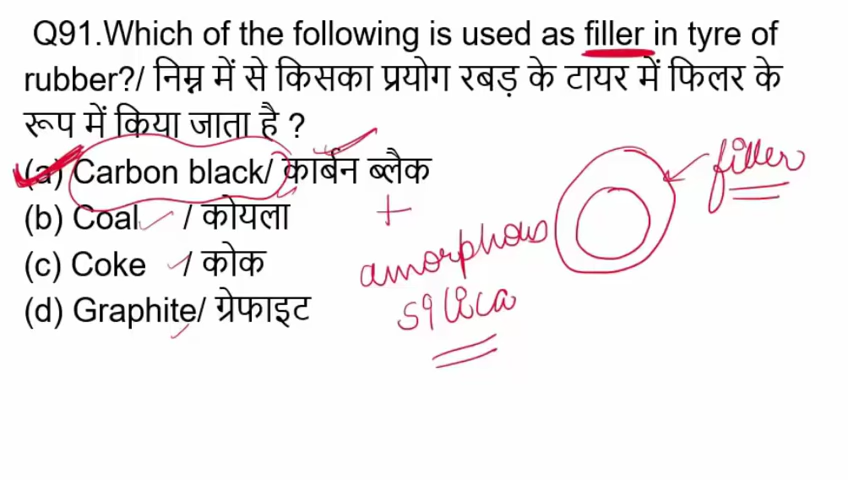 Q91.Which of the following is used as filler in tyre of
rubber?/ निम्न में से किसका प्रयोग रबड़ के टायर में फिलर के
रूप में किया जाता है ?
(a) Carbon black/ कार्बन ब्लैक
filler
(b) Coal / कोयला
+
amorphous
(c) Coke / कोक
silica
(d) Graphite/ ग्रेफाइट